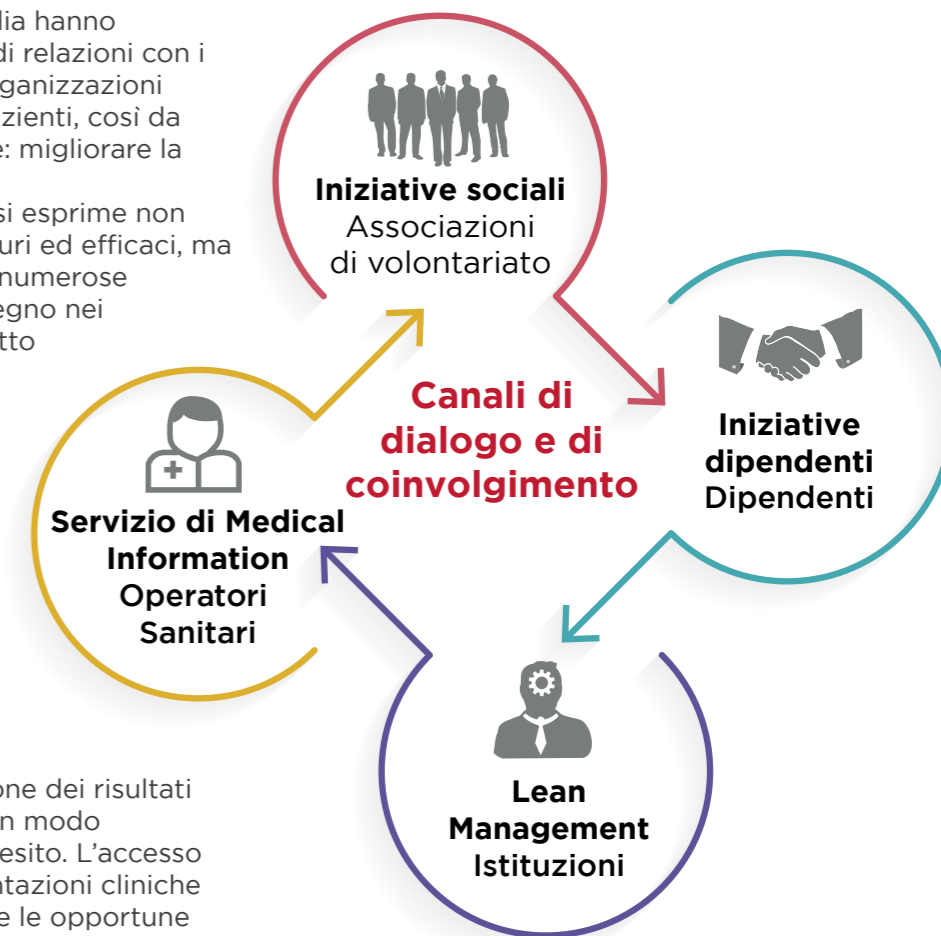 lia hanno
di relazioni con i
ganizzazioni
zienti, così da
e: migliorare la
si esprime non
uri ed efficaci, ma
numerose
egno nei
tto
Iniziative sociali
Associazioni
di volontariato
Canali di
dialogo e di
coinvolgimento
Iniziative
dipendenti
Dipendenti
Servizio di Medical
Information
Operatori
Sanitari
Lean
Management
Istituzioni
one dei risultati
in modo
esito. L'accesso
ntazioni cliniche
e le opportune